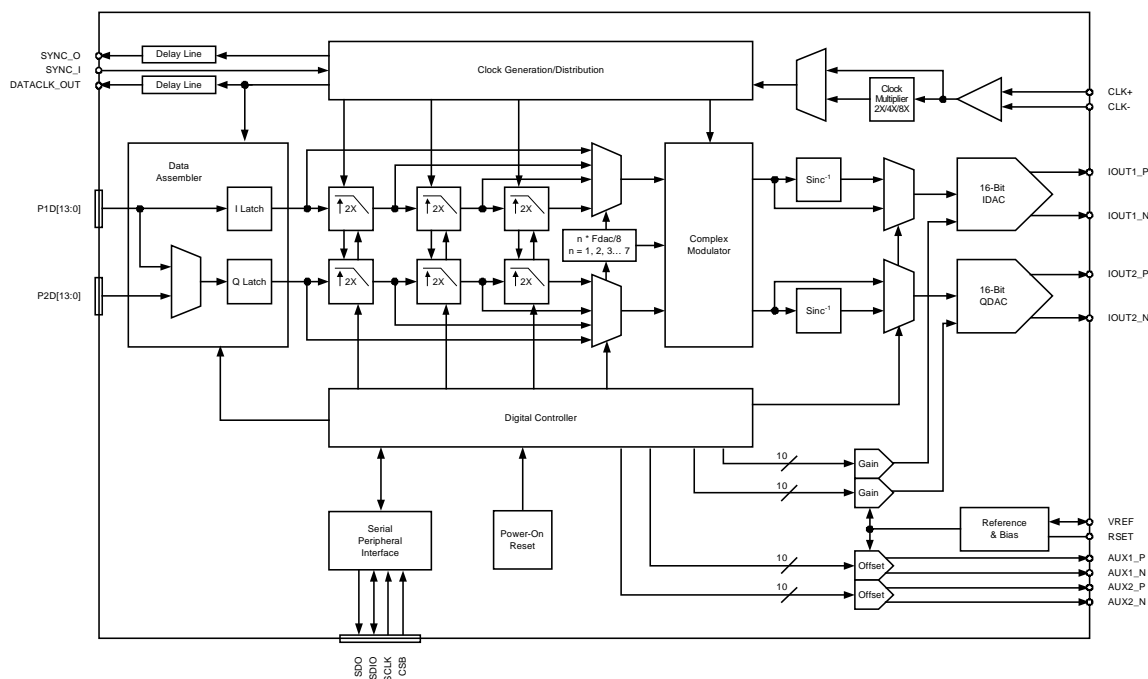 SYNC_O
Delay Line
SYNC_I
Clock Generation/Distribution
DATACLK_OUT
Delay Line
Clock
Multiplier
2X/4X/8X
CLK+
CLK-
Data
Assembler
P1D[13:0]
I Latch
2X
2X
2X
Sinc-1
16-Bit
IDAC
IOUT1_P
IOUT1_N
n * Fdac/8
n = 1, 2, 3... 7
Complex
Modulator
P2D[13:0]
Q Latch
2X
2X
2X
Sinc-1
16-Bit
QDAC
IOUT2_P
IOUT2_N
Digital Controller
10
Gain
10
Gain
Serial
Peripheral
Interface
Power-On
Reset
Reference
& Bias
VREF
RSET
10
Offset
AUX1_P
AUX1_N
10
Offset
AUX2_P
AUX2_N
SDO
SDIO
SCLK
CSB